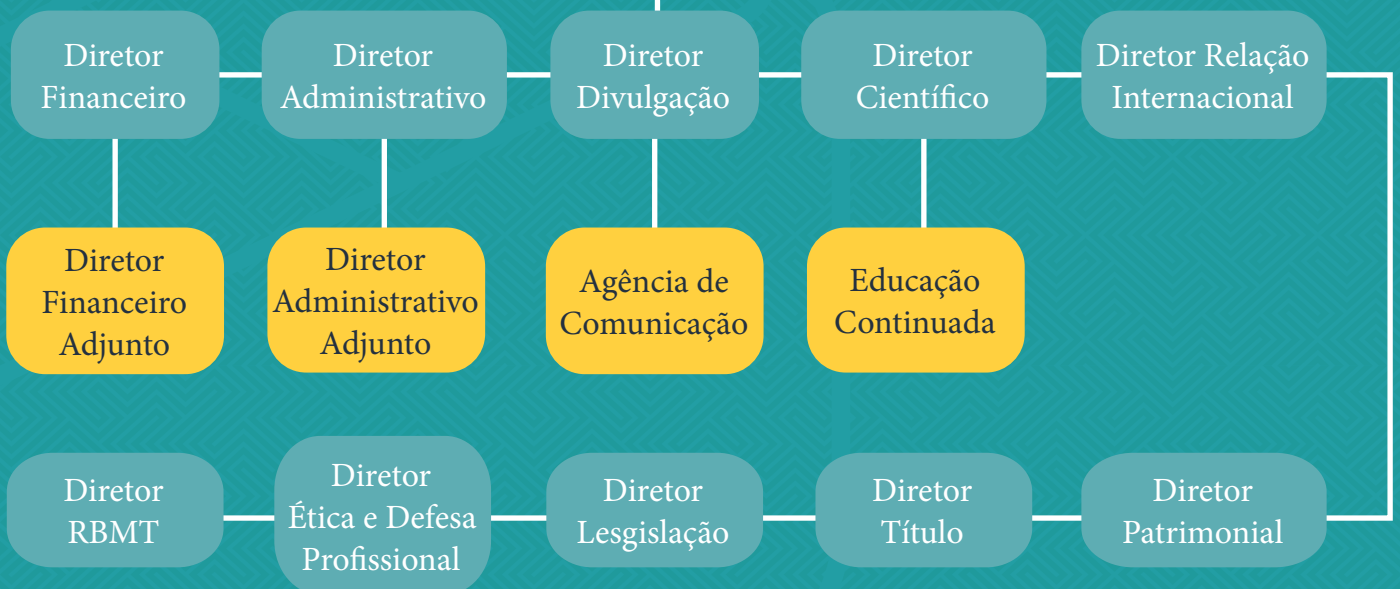 Diretor
Financeiro
Diretor
Administrativo
Diretor
Divulgação
Diretor
Científico
Diretor Relação
Internacional
Diretor
Financeiro
Adjunto
Diretor
Administrativo
Adjunto
Agência de
Comunicação
Educação
Continuada
Diretor
RBMT
Diretor
Ética e Defesa
Profissional
Diretor
Lesgislação
Diretor
Título
Diretor
Patrimonial